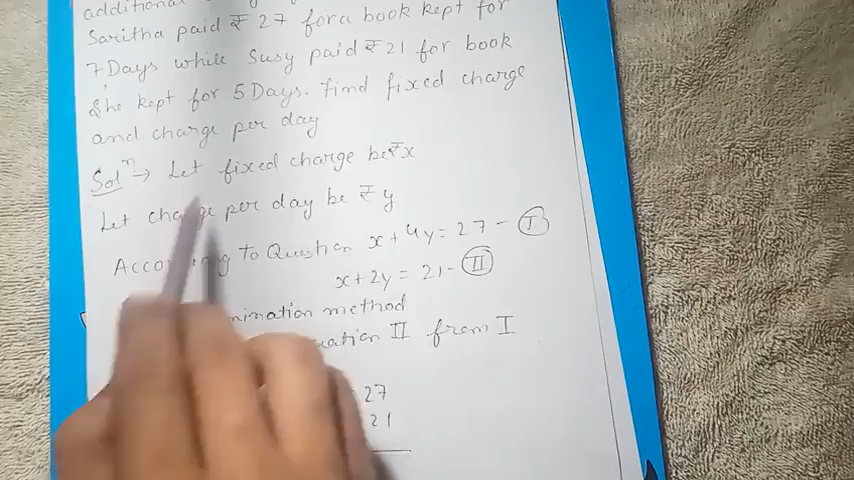 additional
Saritha paid ₹ 27 for a book kept for
7 Days while Susy paid ₹ 21 for book
She kept for 5 Days. Find fixed charge
and charge per day
Solⁿ → Let fixed charge be ₹ x
Let charge per day be ₹ y
to Question x + 4y = 27 - I
x + 2y = 21 - II
method
II from I
27
21